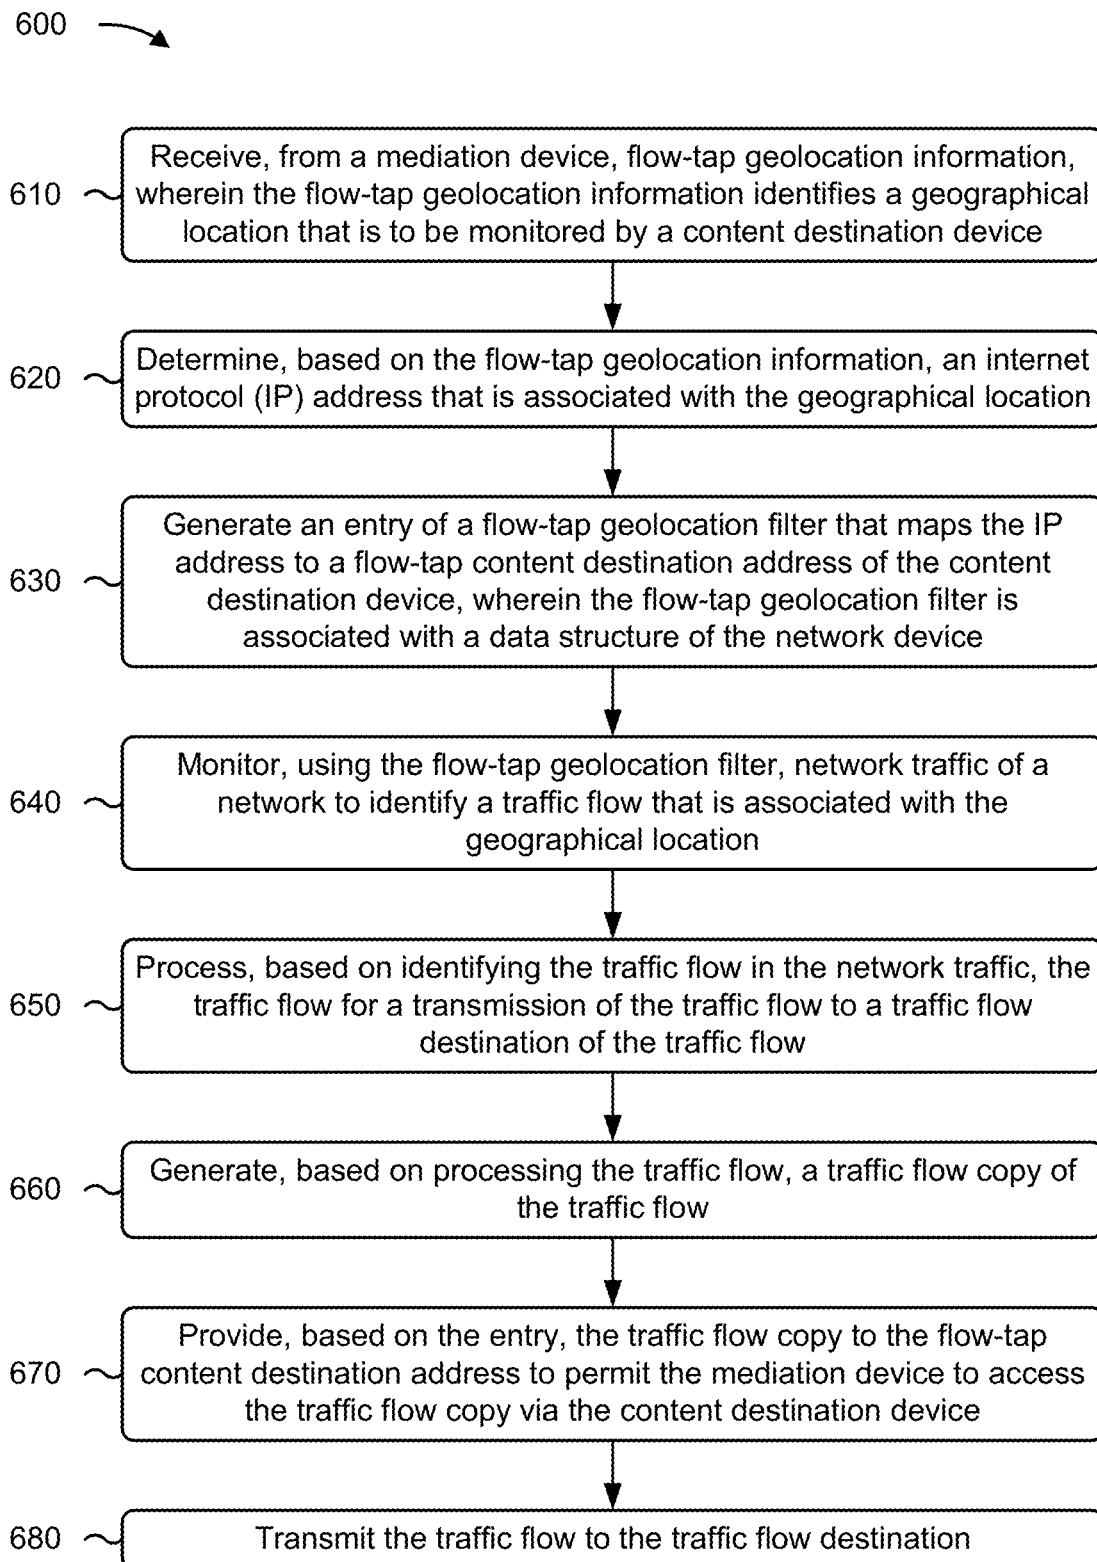 600
610
Receive, from a mediation device, flow-tap geolocation information,
wherein the flow-tap geolocation information identifies a geographical
location that is to be monitored by a content destination device
620
Determine, based on the flow-tap geolocation information, an internet
protocol (IP) address that is associated with the geographical location
630
Generate an entry of a flow-tap geolocation filter that maps the IP
address to a flow-tap content destination address of the content
destination device, wherein the flow-tap geolocation filter is
associated with a data structure of the network device
640
Monitor, using the flow-tap geolocation filter, network traffic of a
network to identify a traffic flow that is associated with the
geographical location
650
Process, based on identifying the traffic flow in the network traffic, the
traffic flow for a transmission of the traffic flow to a traffic flow
destination of the traffic flow
660
Generate, based on processing the traffic flow, a traffic flow copy of
the traffic flow
670
Provide, based on the entry, the traffic flow copy to the flow-tap
content destination address to permit the mediation device to access
the traffic flow copy via the content destination device
680
Transmit the traffic flow to the traffic flow destination